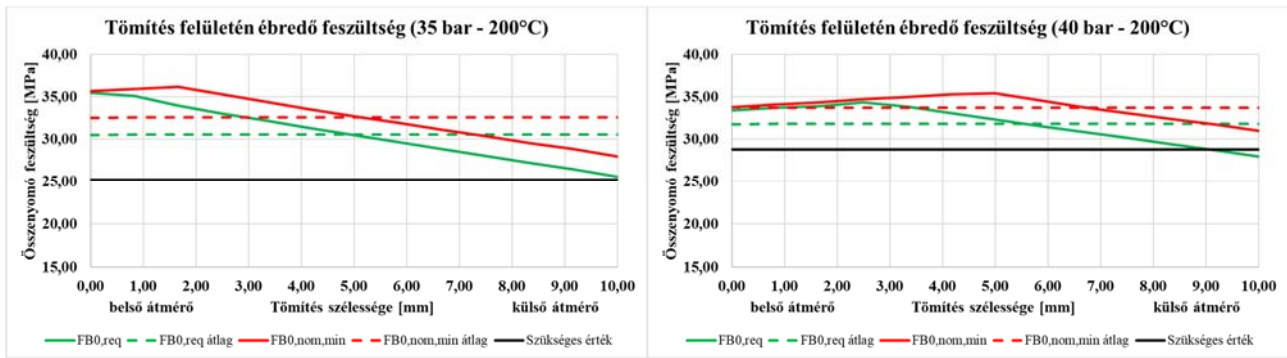 Tömítés felületén ébredő feszültség (35 bar - 200°C)
Összenyomó feszültség [MPa]
40,00
35,00
30,00
25,00
20,00
15,00
0,00 1,00 2,00 3,00 4,00 5,00 6,00 7,00 8,00 9,00 10,00
belső átmérő Tömítés szélessége [mm] külső átmérő
FB0,req FB0,req átlag FB0,nom,min FB0,nom,min átlag Szükséges érték
Tömítés felületén ébredő feszültség (40 bar - 200°C)
Összenyomó feszültség [MPa]
40,00
35,00
30,00
25,00
20,00
15,00
0,00 1,00 2,00 3,00 4,00 5,00 6,00 7,00 8,00 9,00 10,00
belső átmérő Tömítés szélessége [mm] külső átmérő
FB0,req FB0,req átlag FB0,nom,min FB0,nom,min átlag Szükséges érték